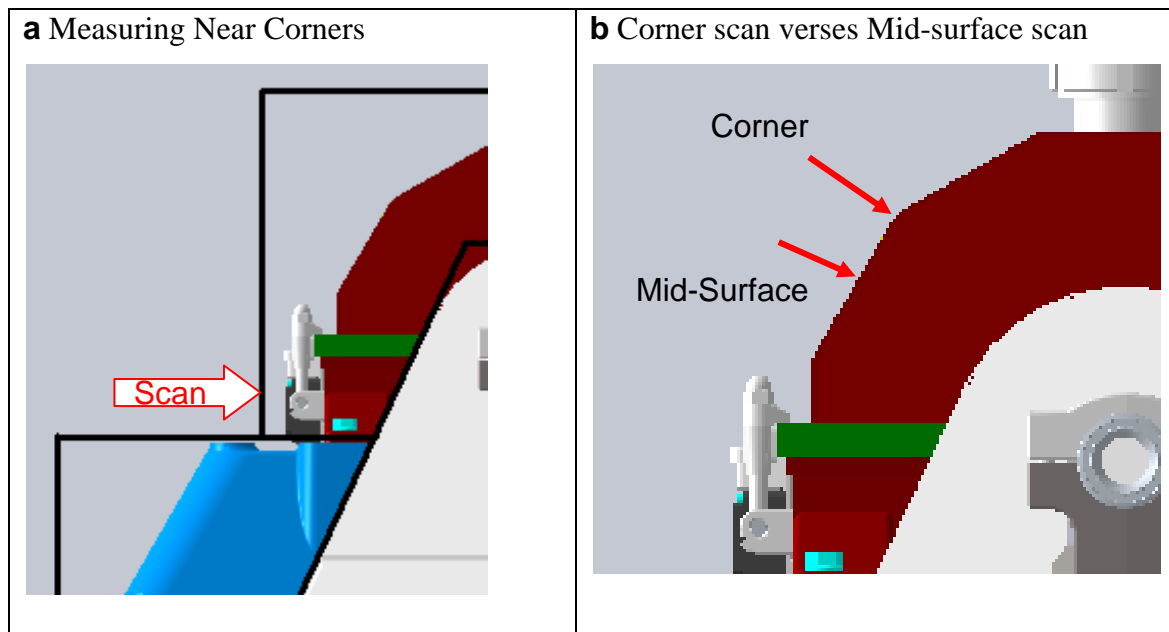 a Measuring Near Corners
Scan
b Corner scan verses Mid-surface scan
Corner
Mid-Surface